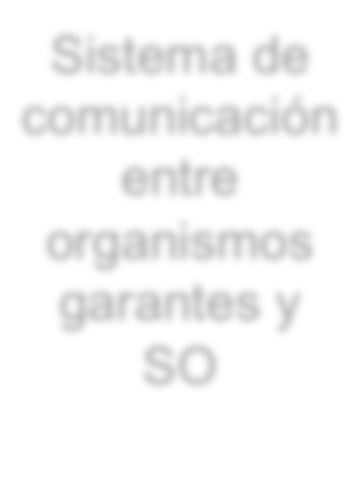 Sistema de
comunicación
entre
organismos
garantes y
SO